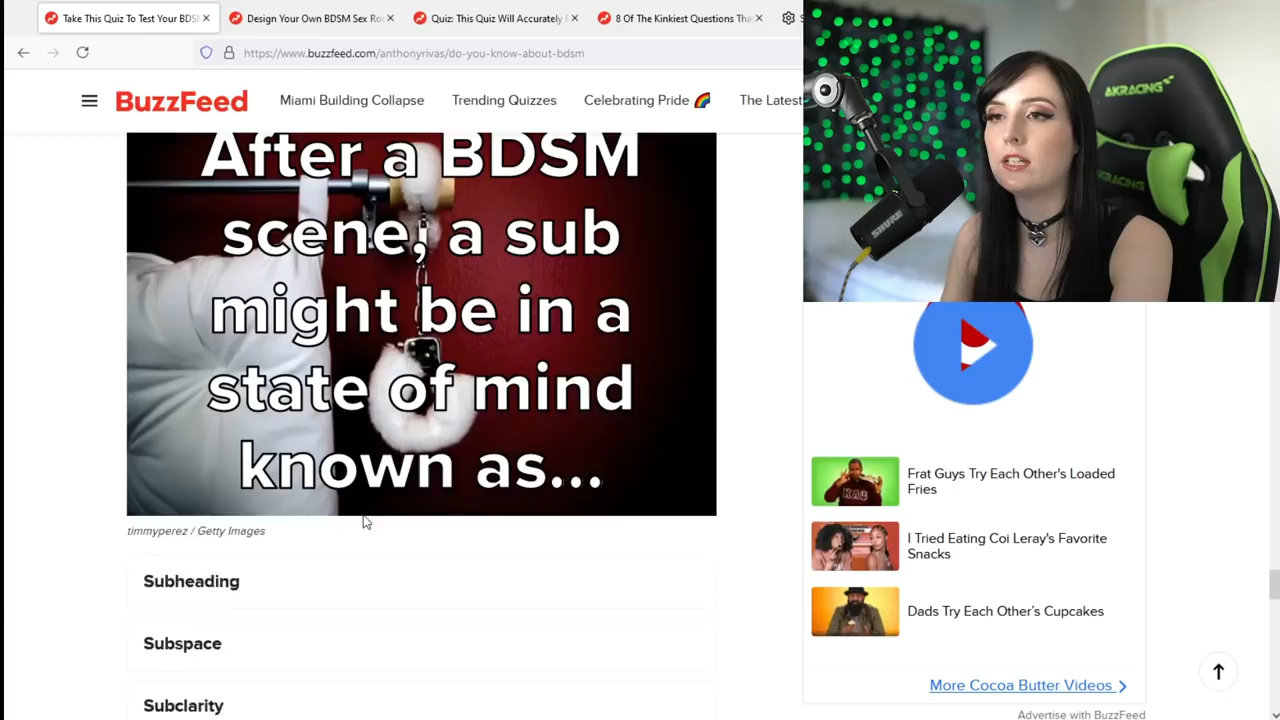 Take This Quiz To Test Your BDS
Design Your Own BDSM Sex Ro
Quiz: This Quiz Will Accurately
8 Of The Kinkiest Questions Tha
https://www.buzzfeed.com/anthonyrivas/do-you-know-about-bdsm
BuzzFeed
Miami Building Collapse
Trending Quizzes
Celebrating Pride 🌈
The Latest
AKRACING
AKRACING
SHURE
After a BDSM
scene, a sub
might be in a
state of mind
known as...
timmyperez / Getty Images
Subheading
Subspace
Subclarity
Frat Guys Try Each Other's Loaded
Fries
I Tried Eating Coi Leray's Favorite
Snacks
Dads Try Each Other's Cupcakes
More Cocoa Butter Videos
Advertise with BuzzFeed